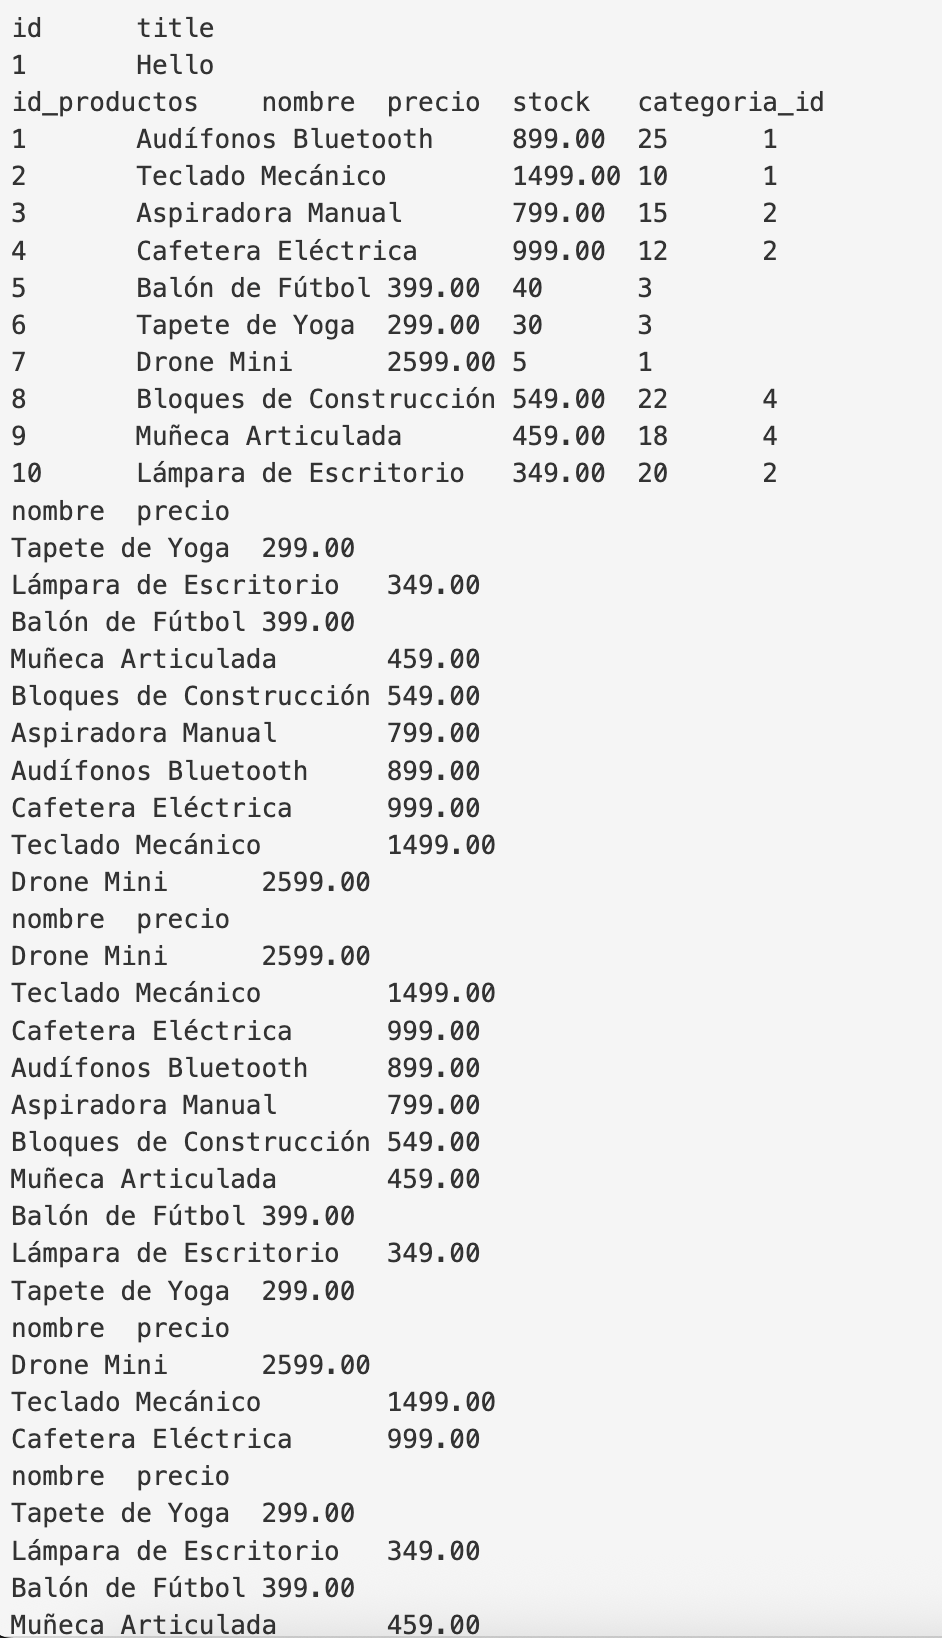 id	title
1	Hello
id_productos	nombre	precio	stock	categoria_id
1	Audífonos Bluetooth	899.00	25	1
2	Teclado Mecánico	1499.00	10	1
3	Aspiradora Manual	799.00	15	2
4	Cafetera Eléctrica	999.00	12	2
5	Balón de Fútbol	399.00	40	3
6	Tapete de Yoga	299.00	30	3
7	Drone Mini	2599.00	5	1
8	Bloques de Construcción	549.00	22	4
9	Muñeca Articulada	459.00	18	4
10	Lámpara de Escritorio	349.00	20	2
nombre	precio
Tapete de Yoga	299.00
Lámpara de Escritorio	349.00
Balón de Fútbol	399.00
Muñeca Articulada	459.00
Bloques de Construcción	549.00
Aspiradora Manual	799.00
Audífonos Bluetooth	899.00
Cafetera Eléctrica	999.00
Teclado Mecánico	1499.00
Drone Mini	2599.00
nombre	precio
Drone Mini	2599.00
Teclado Mecánico	1499.00
Cafetera Eléctrica	999.00
Audífonos Bluetooth	899.00
Aspiradora Manual	799.00
Bloques de Construcción	549.00
Muñeca Articulada	459.00
Balón de Fútbol	399.00
Lámpara de Escritorio	349.00
Tapete de Yoga	299.00
nombre	precio
Drone Mini	2599.00
Teclado Mecánico	1499.00
Cafetera Eléctrica	999.00
nombre	precio
Tapete de Yoga	299.00
Lámpara de Escritorio	349.00
Balón de Fútbol	399.00
Muñeca Articulada	459.00